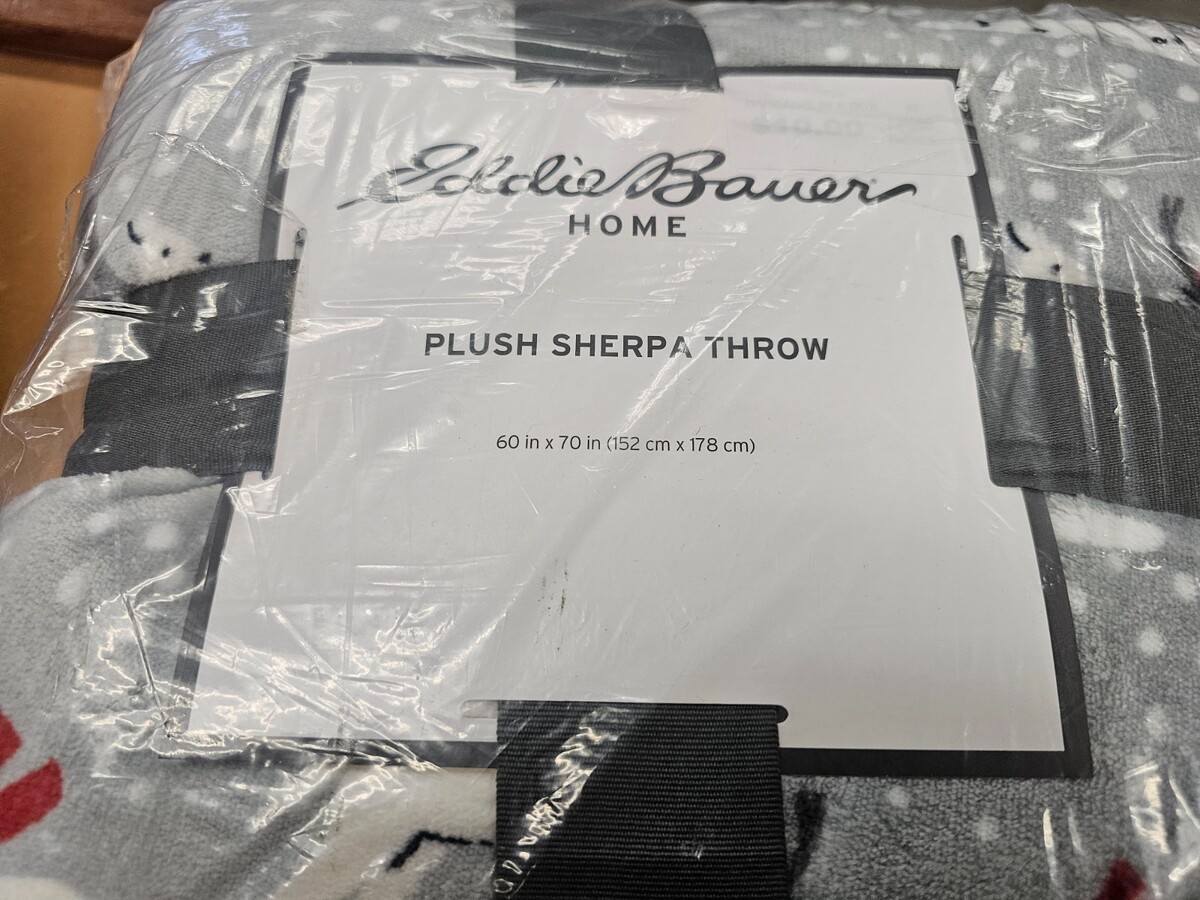 Eddie Bauer
HOME
PLUSH SHERPA THROW
60 in x 70 in (152 cm x 178 cm)